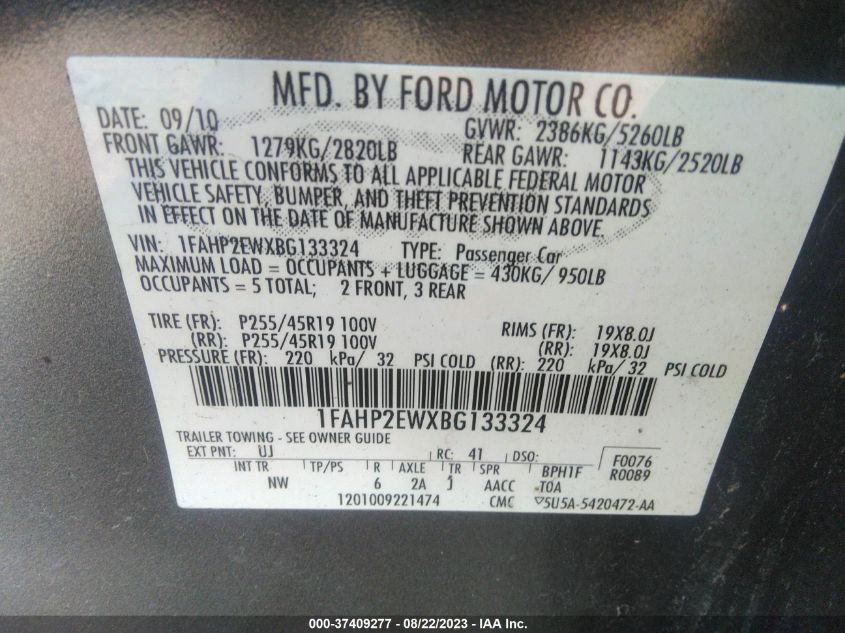 MFD. BY FORD MOTOR CO.
DATE: 09/10 GVWR: 2386KG/5260LB
FRONT GAWR: 1279KG/2820LB REAR GAWR: 1143KG/2520LB
THIS VEHICLE CONFORMS TO ALL APPLICABLE FEDERAL MOTOR
VEHICLE SAFETY, BUMPER, AND THEFT PREVENTION STANDARDS
IN EFFECT ON THE DATE OF MANUFACTURE SHOWN ABOVE.
VIN: 1FAHP2EWXBG133324 TYPE: Passenger Car
MAXIMUM LOAD = OCCUPANTS + LUGGAGE = 430KG/ 950LB
OCCUPANTS = 5 TOTAL; 2 FRONT, 3 REAR
TIRE (FR): P255/45R19 100V RIMS (FR): 19X8.0J
(RR): P255/45R19 100V (RR): 19X8.0J
PRESSURE (FR): 220 kPa/ 32 PSI COLD (RR): 220 kPa/ 32 PSI COLD
1FAHP2EWXBG133324
TRAILER TOWING - SEE OWNER GUIDE
EXT PNT: UJ RC: 41 DSO: F0076
INT TR TP/PS R AXLE TR SPR BPH1F R0089
NW 6 2A J AACC TOA
1201009221474 CMC ▽5U5A-5420472-AA
000-37409277 - 08/22/2023 - IAA Inc.